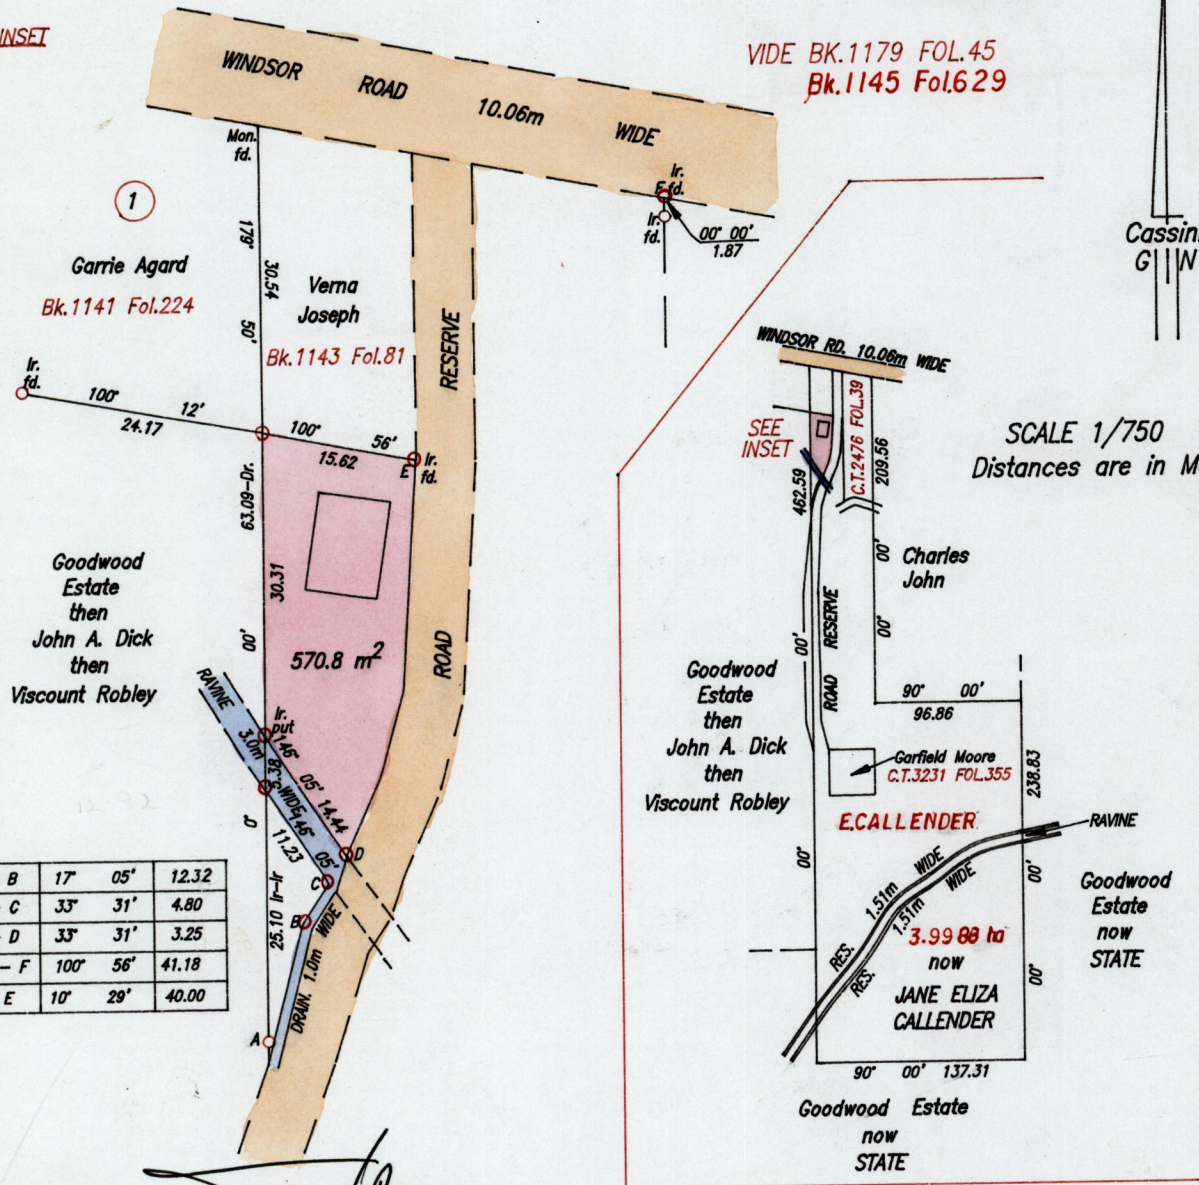 INSET
WINDSOR ROAD 10.06m WIDE
VIDE BK.1179 FOL.45
Bk.1145 Fol.629
Mon.
fd.
Ir.
F fd.
Ir.
fd.
00° 00'
1.87
1
Garrie Agard
Bk.1141 Fol.224
179° 30.54 50'
Verna
Joseph
Bk.1143 Fol.81
ROAD RESERVE
Ir.
fd.
100° 12'
24.17
100° 56'
15.62
E Ir.
fd.
63.09-Dr.
30.31
00'
570.8 m2
Goodwood
Estate
then
John A. Dick
then
Viscount Robley
RAVINE
3.0m WIDE
Ir.
put
146° 05' 14.44
146° 05'
11.23
D
C
B
25.10 Ir-Ir
DRAIN 1.0m WIDE
A
B 17° 05' 12.32
C 33° 31' 4.80
D 33° 31' 3.25
– F 100° 56' 41.18
E 10° 29' 40.00
Cassin
G N
SCALE 1/750
Distances are in M
WINDSOR RD. 10.06m WIDE
SEE
INSET
C.T.2476 FOL.39
209.56
462.59
00'
00°
Charles
John
ROAD RESERVE
00'
00°
Goodwood
Estate
then
John A. Dick
then
Viscount Robley
90° 00'
96.86
Garfield Moore
C.T.3231 FOL.355
238.83
E.CALLENDER
RAVINE
RES. 1.51m WIDE
RES. 1.51m WIDE
00'
00°
3.9988 ha
now
JANE ELIZA
CALLENDER
Goodwood
Estate
now
STATE
90° 00' 137.31
Goodwood Estate
now
STATE